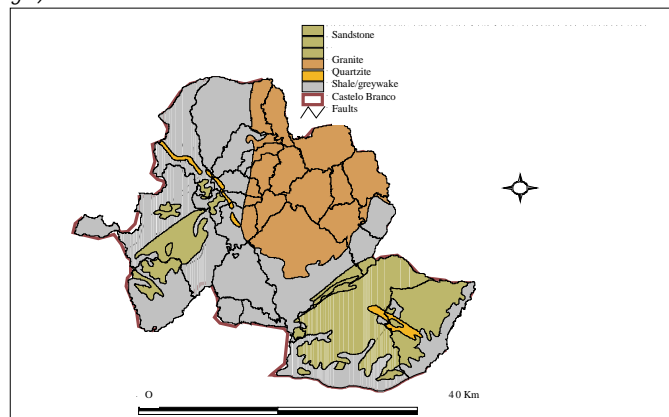 Sandstone
Granite
Quartzite
Shale/greywake
Castelo Branco
Faults
O 40 Km